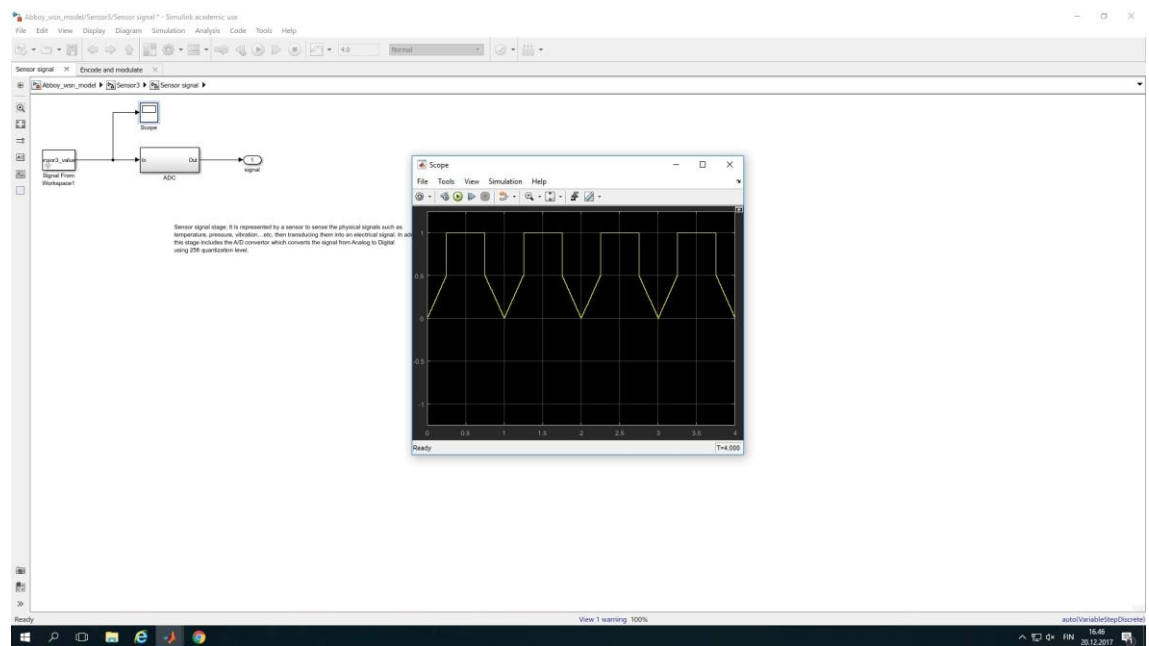 Abboy_wsn_model/Sensor3/Sensor signal * - Simulink academic use
File Edit View Display Diagram Simulation Analysis Code Tools Help
4.0 Normal
Sensor signal Encode and modulate
Abboy_wsn_model Sensor3 Sensor signal
Scope
nsor3_value
In Out
1
Signal From
Workspace1
ADC
signal
Sensor signal stage: It is represented by a sensor to sense the physical signals such as
temperature, pressure, vibration...etc, then transducing them into an electrical signal. In ad
this stage includes the A/D convertor which converts the signal from Analog to Digital
using 256 quantization level.
Scope
File Tools View Simulation Help
1
0.5
0
-0.5
-1
0 0.5 1 1.5 2 2.5 3 3.5 4
Ready T=4.000
Ready View 1 warning 100% auto(VariableStepDiscrete)
FIN 16.46
20.12.2017